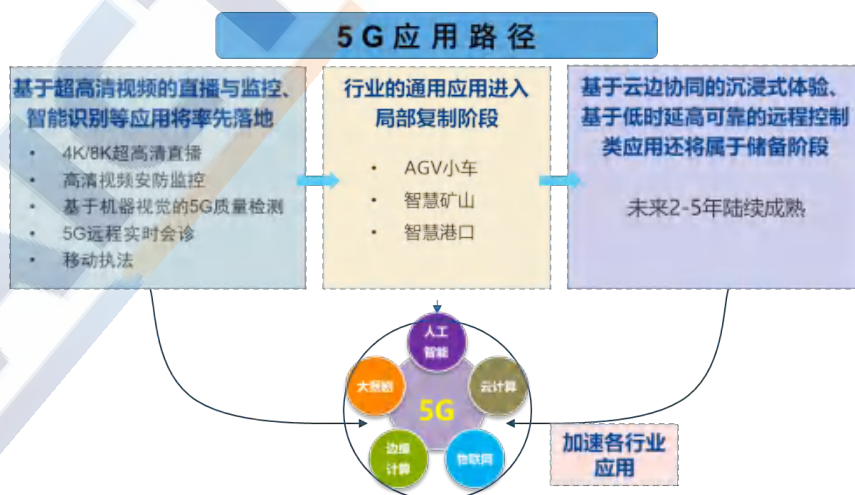 5G应用路径
基于超高清视频的直播与监控、
智能识别等应用将率先落地
• 4K/8K超高清直播
• 高清视频安防监控
• 基于机器视觉的5G质量检测
• 5G远程实时会诊
• 移动执法
行业的通用应用进入
局部复制阶段
• AGV小车
• 智慧矿山
• 智慧港口
基于云边协同的沉浸式体验、
基于低时延高可靠的远程控制
类应用还将属于储备阶段
未来2-5年陆续成熟
人工
智能
大数据
云计算
5G
边缘
计算
物联网
加速各行业
应用